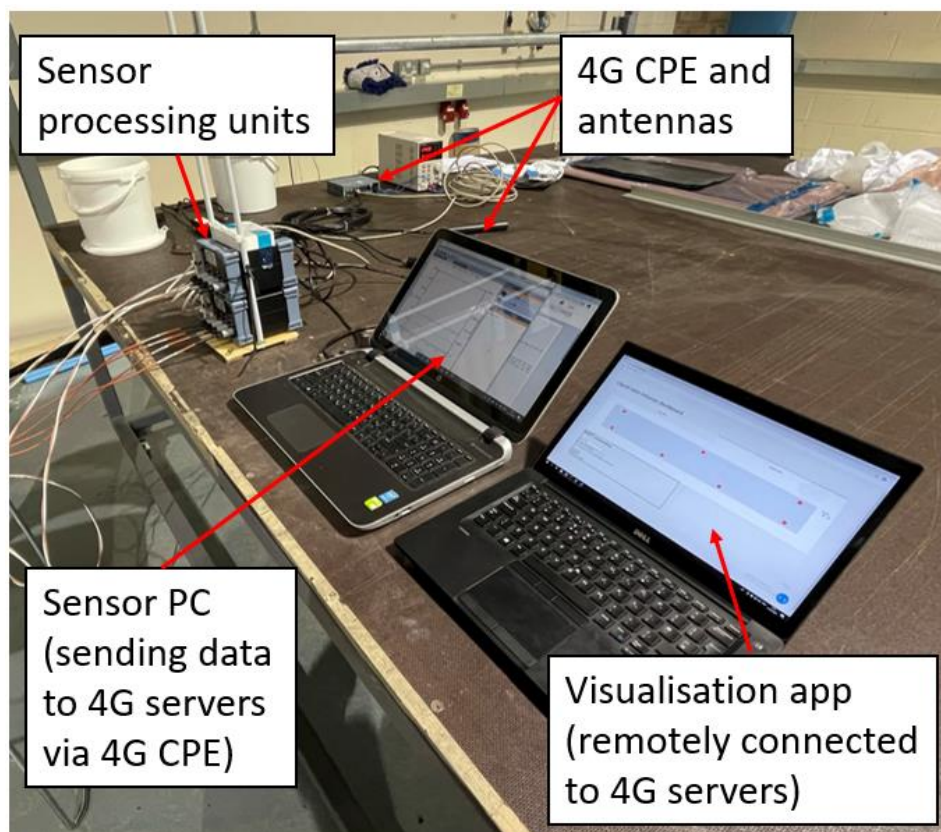 Sensor
processing units
4G CPE and
antennas
Sensor PC
(sending data
to 4G servers
via 4G CPE)
Visualisation app
(remotely connected
to 4G servers)
DELL